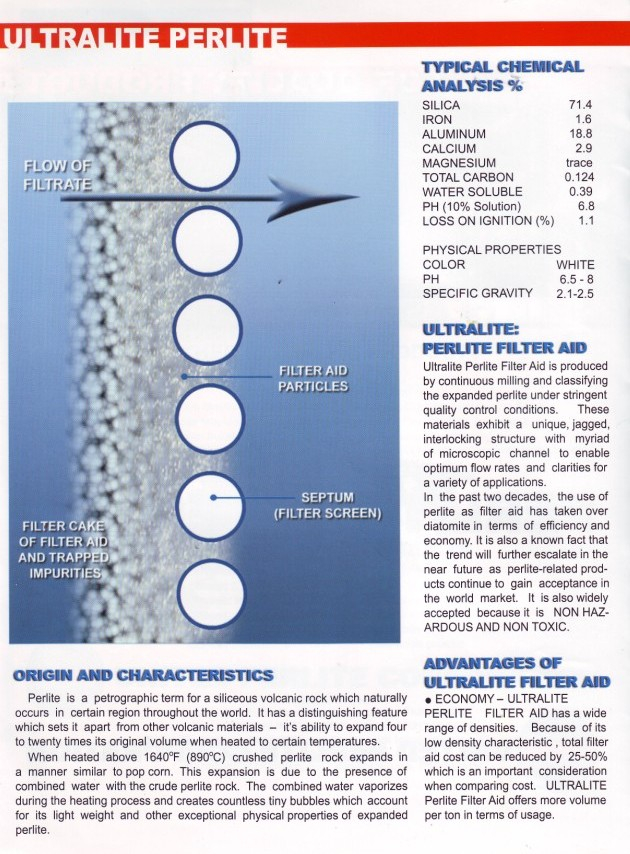 ULTRALITE PERLITE
FLOW OF
FILTRATE
FILTER AID
PARTICLES
SEPTUM
(FILTER SCREEN)
FILTER CAKE
OF FILTER AID
AND TRAPPED
IMPURITIES
ORIGIN AND CHARACTERISTICS
Perlite is a petrographic term for a siliceous volcanic rock which naturally
occurs in certain region throughout the world. It has a distinguishing feature
which sets it apart from other volcanic materials – it's ability to expand four
to twenty times its original volume when heated to certain temperatures.
When heated above 1640ºF (890ºC) crushed perlite rock expands in
a manner similar to pop corn. This expansion is due to the presence of
combined water with the crude perlite rock. The combined water vaporizes
during the heating process and creates countless tiny bubbles which account
for its light weight and other exceptional physical properties of expanded
perlite.
TYPICAL CHEMICAL
ANALYSIS %
SILICA 71.4
IRON 1.6
ALUMINUM 18.8
CALCIUM 2.9
MAGNESIUM trace
TOTAL CARBON 0.124
WATER SOLUBLE 0.39
PH (10% Solution) 6.8
LOSS ON IGNITION (%) 1.1
PHYSICAL PROPERTIES
COLOR WHITE
PH 6.5 - 8
SPECIFIC GRAVITY 2.1-2.5
ULTRALITE:
PERLITE FILTER AID
Ultralite Perlite Filter Aid is produced
by continuous milling and classifying
the expanded perlite under stringent
quality control conditions. These
materials exhibit a unique, jagged,
interlocking structure with myriad
of microscopic channel to enable
optimum flow rates and clarities for
a variety of applications.
In the past two decades, the use of
perlite as filter aid has taken over
diatomite in terms of efficiency and
economy. It is also a known fact that
the trend will further escalate in the
near future as perlite-related prod-
ucts continue to gain acceptance in
the world market. It is also widely
accepted because it is NON HAZ-
ARDOUS AND NON TOXIC.
ADVANTAGES OF
ULTRALITE FILTER AID
● ECONOMY – ULTRALITE
PERLITE FILTER AID has a wide
range of densities. Because of its
low density characteristic , total filter
aid cost can be reduced by 25-50%
which is an important consideration
when comparing cost. ULTRALITE
Perlite Filter Aid offers more volume
per ton in terms of usage.